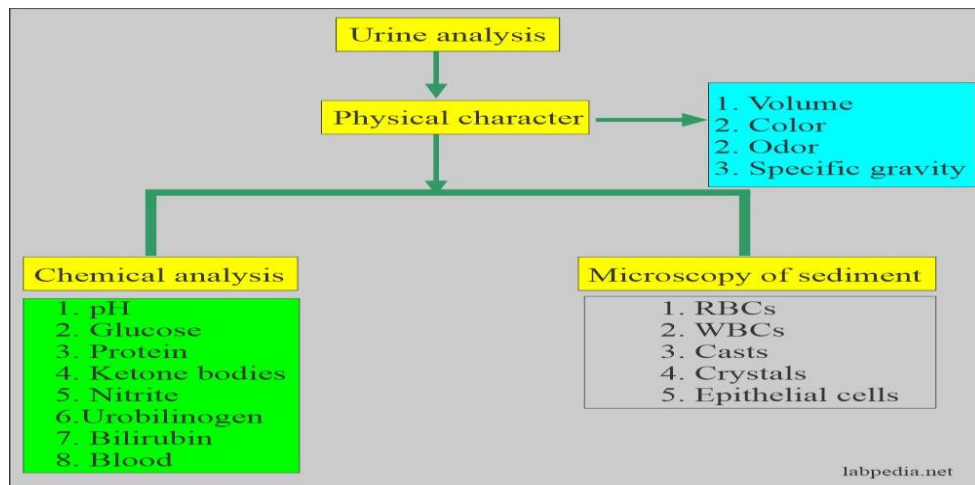 Urine analysis
Physical character
1. Volume
2. Color
2. Odor
3. Specific gravity
Chemical analysis
1. pH
2. Glucose
3. Protein
4. Ketone bodies
5. Nitrite
6.Urobilinogen
7. Bilirubin
8. Blood
Microscopy of sediment
1. RBCs
2. WBCs
3. Casts
4. Crystals
5. Epithelial cells
labpedia.net